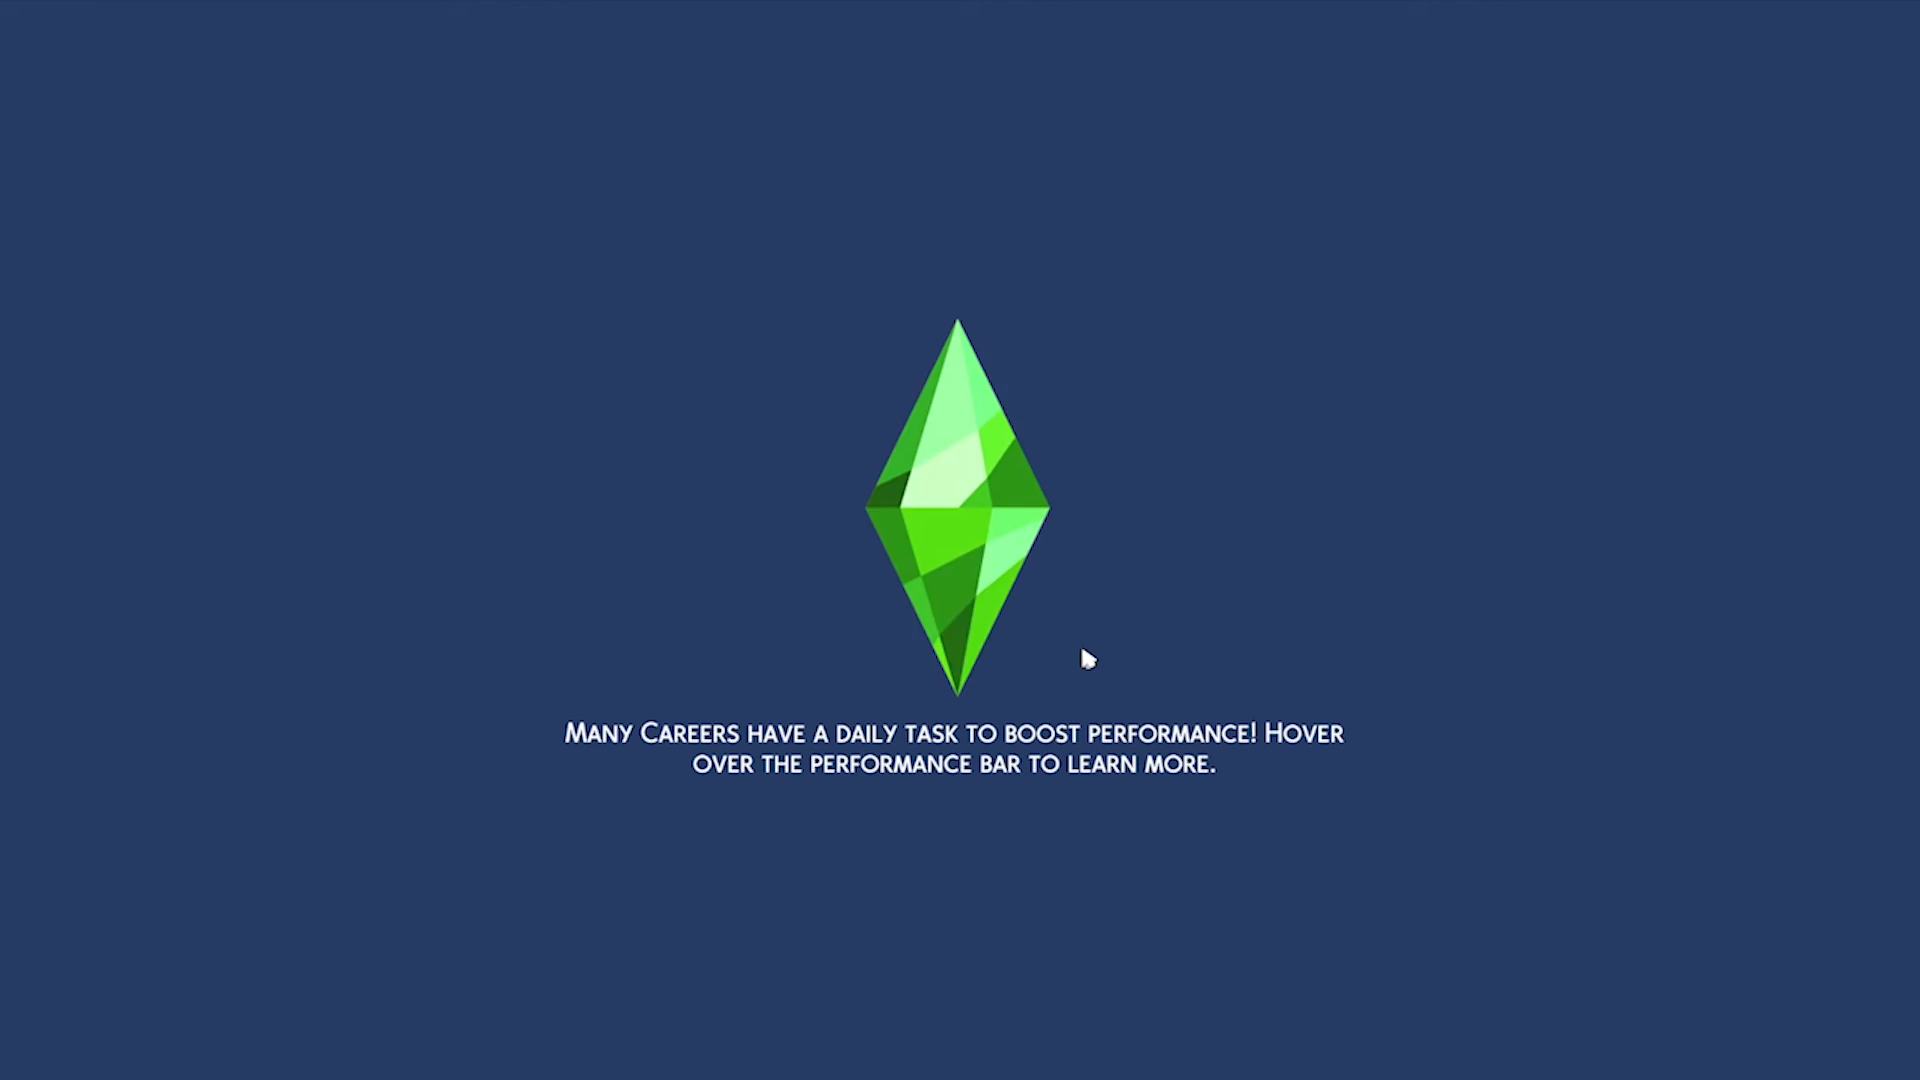 Many Careers have a daily task to boost performance! Hover
over the performance bar to learn more.